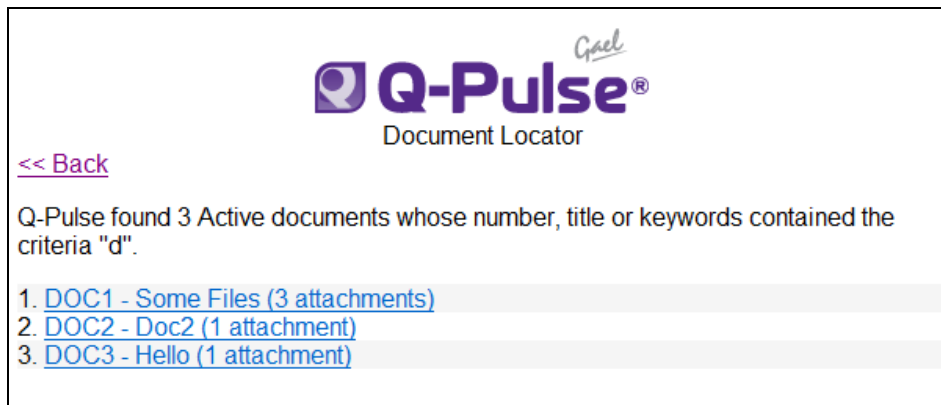 Gael
Q-Pulse®
Document Locator
<< Back
Q-Pulse found 3 Active documents whose number, title or keywords contained the
criteria "d".
1. DOC1 - Some Files (3 attachments)
2. DOC2 - Doc2 (1 attachment)
3. DOC3 - Hello (1 attachment)